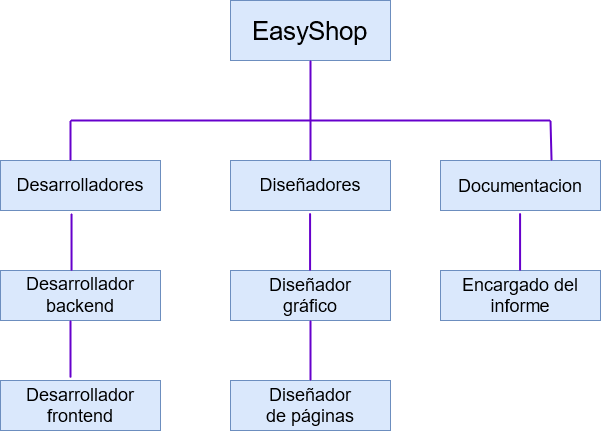 EasyShop
Desarrolladores
Diseñadores
Documentacion
Desarrollador
backend
Diseñador
gráfico
Encargado del
informe
Desarrollador
frontend
Diseñador
de páginas